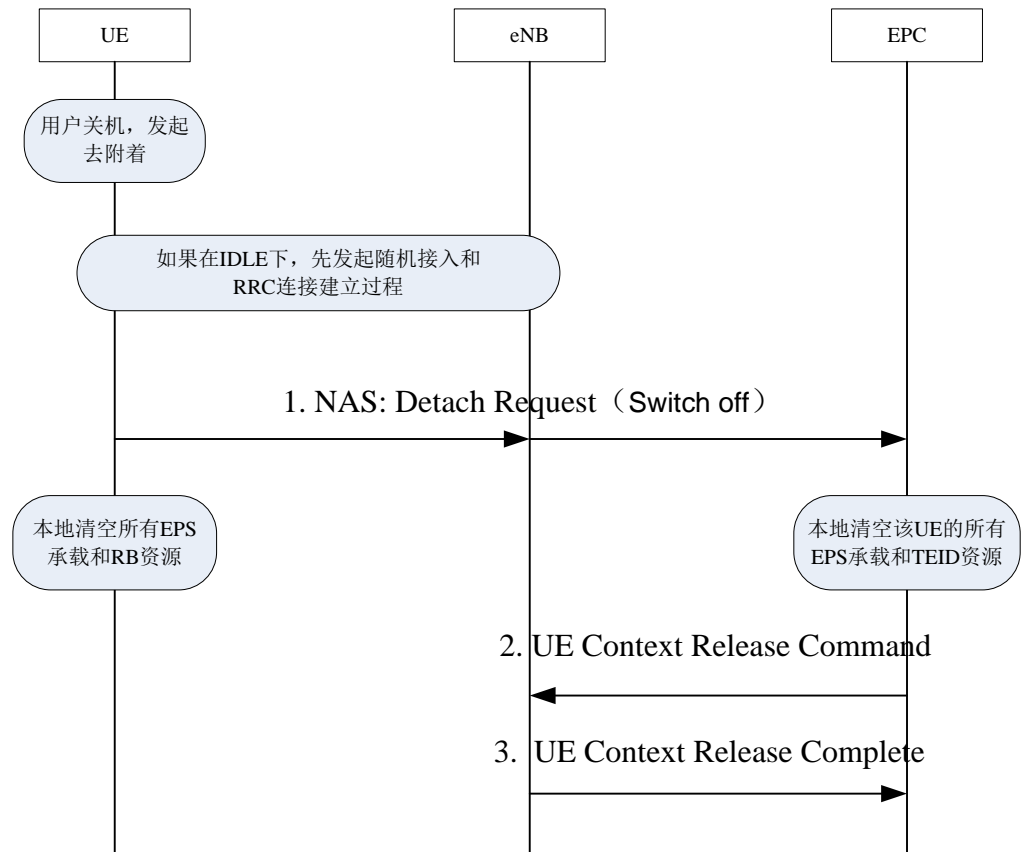 UE
eNB
EPC
用户关机，发起
去附着
如果在IDLE下，先发起随机接入和
RRC连接建立过程
1. NAS: Detach Request（Switch off）
本地清空所有EPS
承载和RB资源
本地清空该UE的所有
EPS承载和TEID资源
2. UE Context Release Command
3. UE Context Release Complete